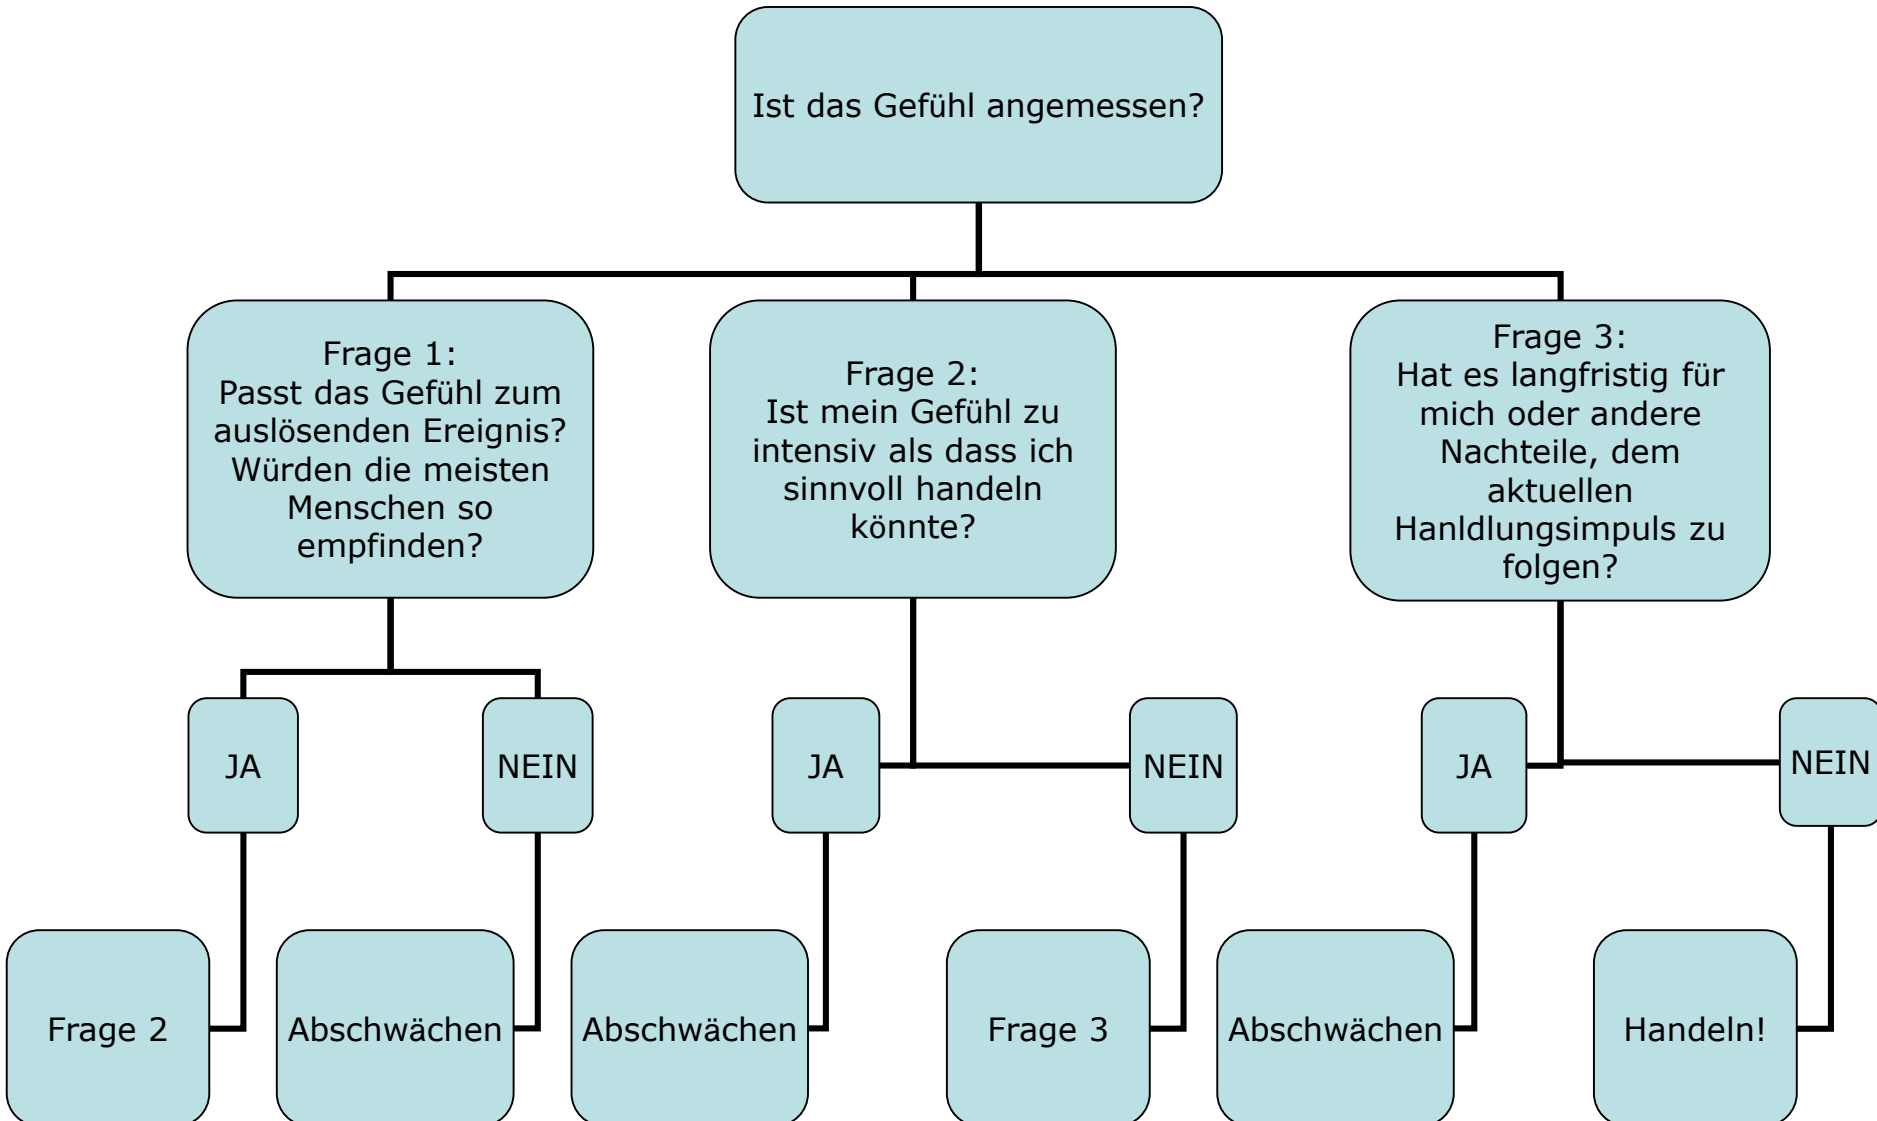 Ist das Gefühl angemessen?
Frage 1:
Passt das Gefühl zum
auslösenden Ereignis?
Würden die meisten
Menschen so
empfinden?
Frage 2:
Ist mein Gefühl zu
intensiv als dass ich
sinnvoll handeln
könnte?
Frage 3:
Hat es langfristig für
mich oder andere
Nachteile, dem
aktuellen
Hanldlungsimpuls zu
folgen?
JA
NEIN
JA
NEIN
JA
NEIN
Frage 2
Abschwächen
Abschwächen
Frage 3
Abschwächen
Handeln!